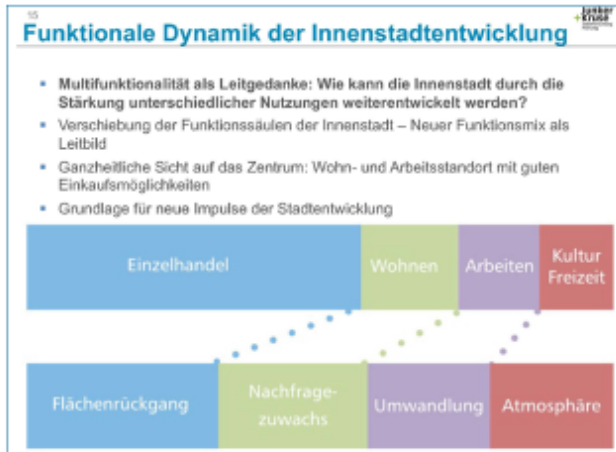 15
Junker
+Kruse
Funktionale Dynamik der Innenstadtentwicklung
Multifunktionalität als Leitgedanke: Wie kann die Innenstadt durch die
Stärkung unterschiedlicher Nutzungen weiterentwickelt werden?
Verschiebung der Funktionssäulen der Innenstadt – Neuer Funktionsmix als
Leitbild
Ganzheitliche Sicht auf das Zentrum: Wohn- und Arbeitsstandort mit guten
Einkaufsmöglichkeiten
Grundlage für neue Impulse der Stadtentwicklung
Einzelhandel
Wohnen
Arbeiten
Kultur
Freizeit
Flächenrückgang
Nachfrage-
zuwachs
Umwandlung
Atmosphäre